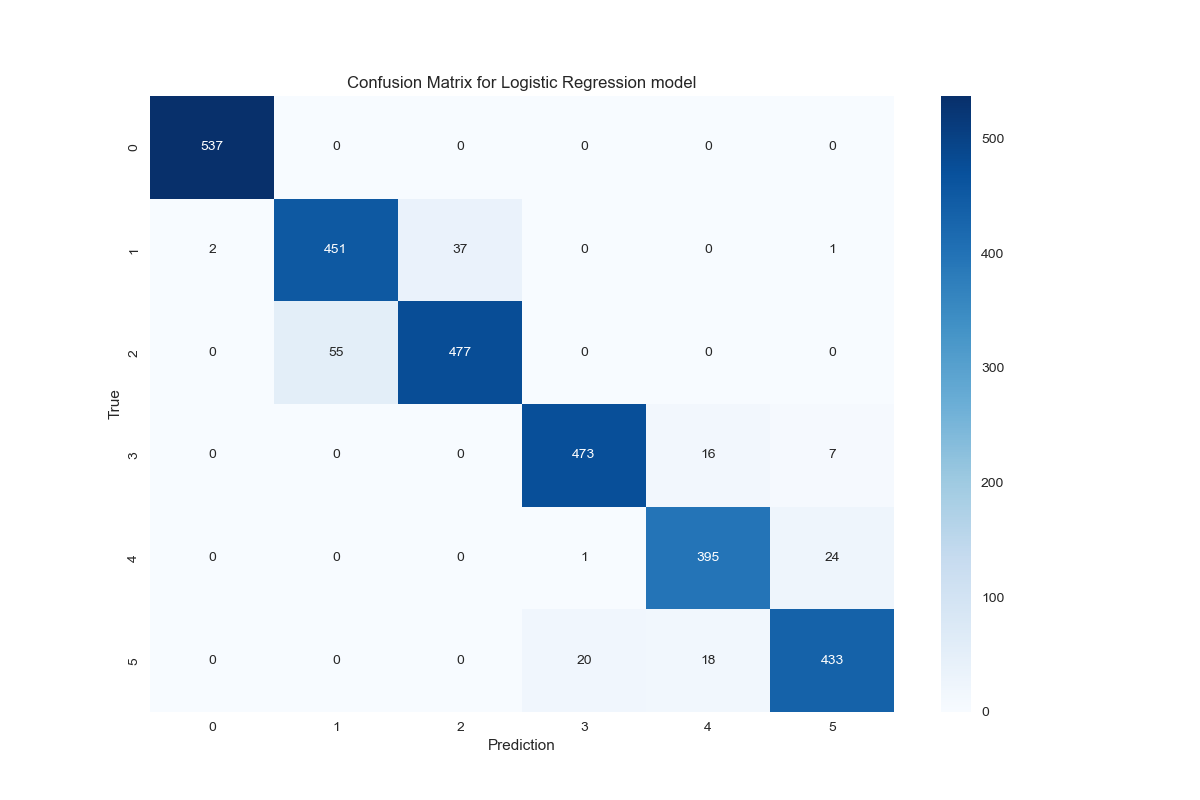 Confusion Matrix for Logistic Regression model
0 537 0 0 0 0 0
1 2 451 37 0 0 1
2 0 55 477 0 0 0
True
3 0 0 0 473 16 7
4 0 0 0 1 395 24
5 0 0 0 20 18 433
0 1 2 3 4 5
Prediction
500
400
300
200
100
0